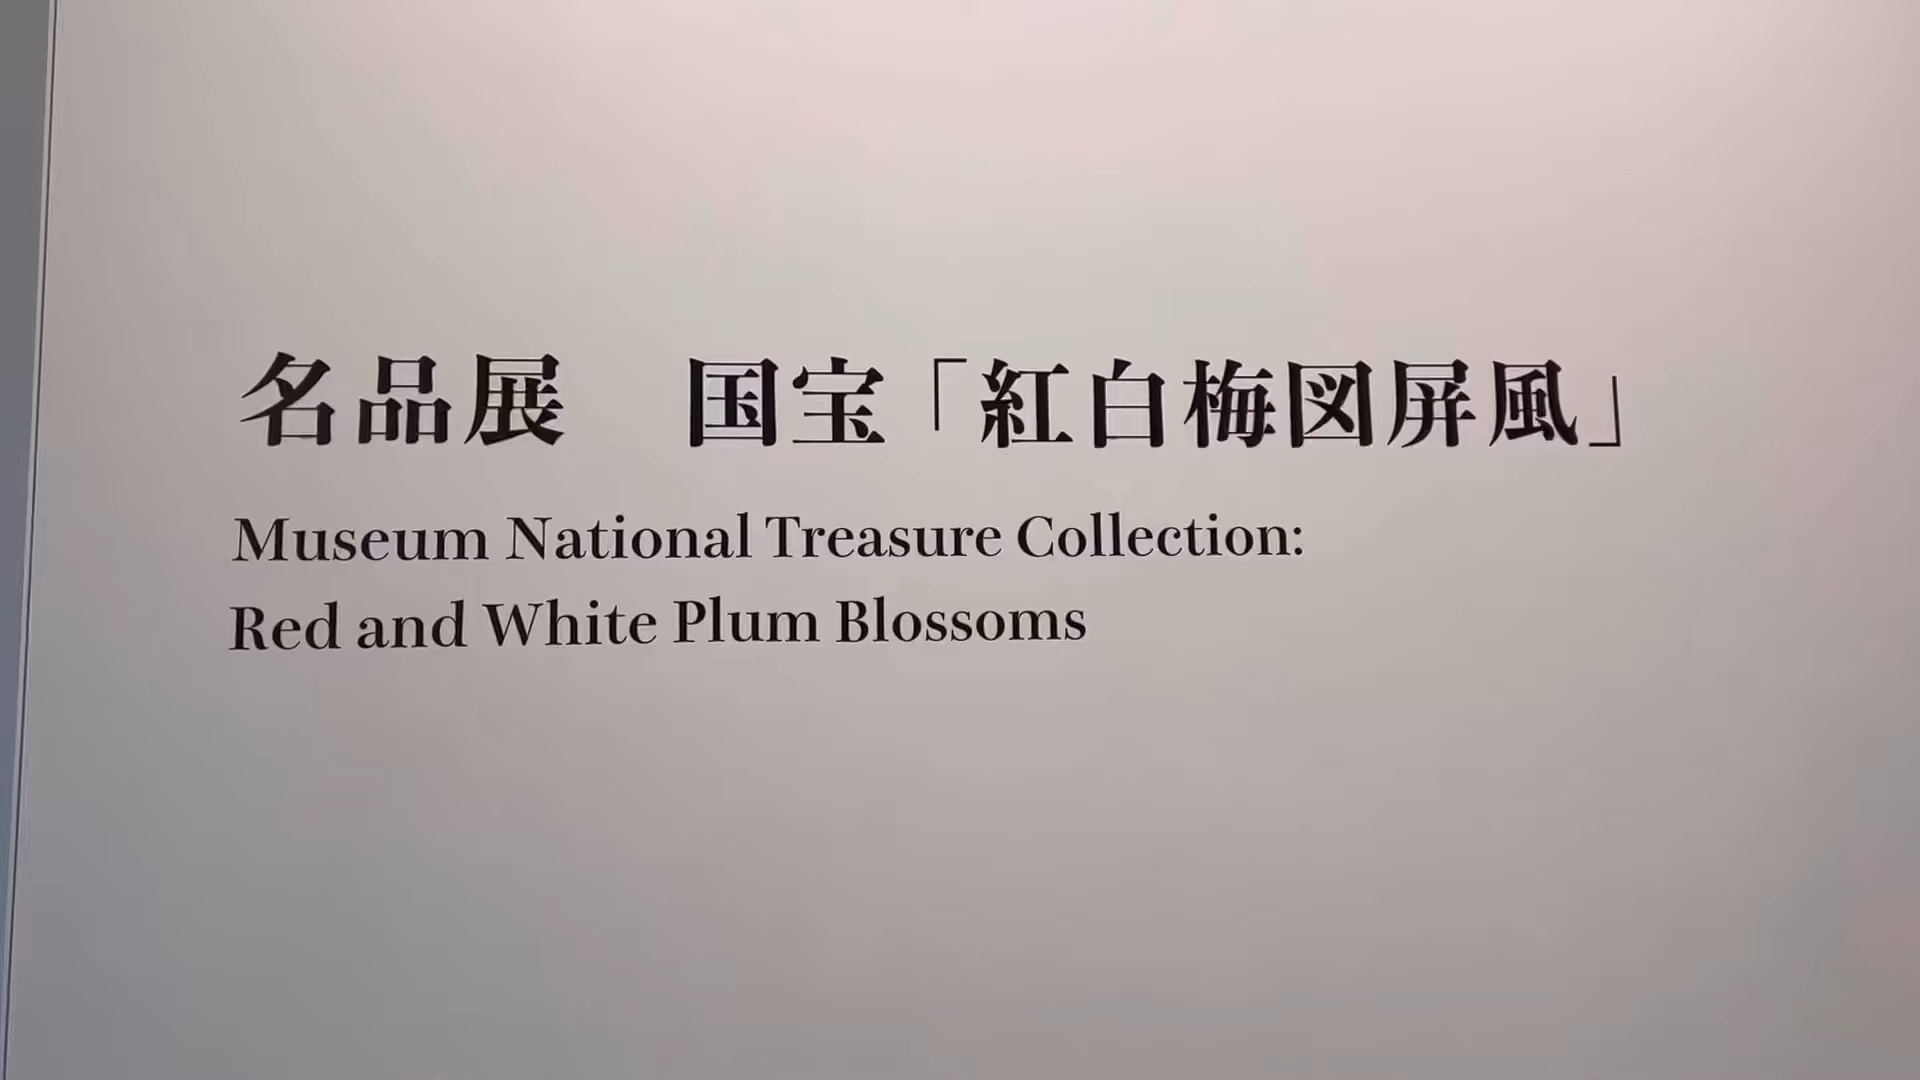 名品展　国宝「紅白梅図屏風」
Museum National Treasure Collection:
Red and White Plum Blossoms